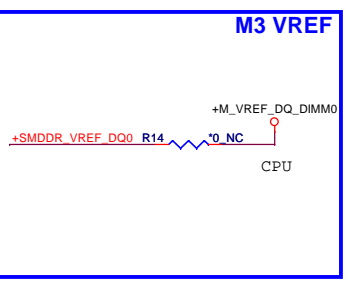 M3 VREF
+M_VREF_DQ_DIMM0
+SMDDR_VREF_DQ0 R14 *0_NC
CPU